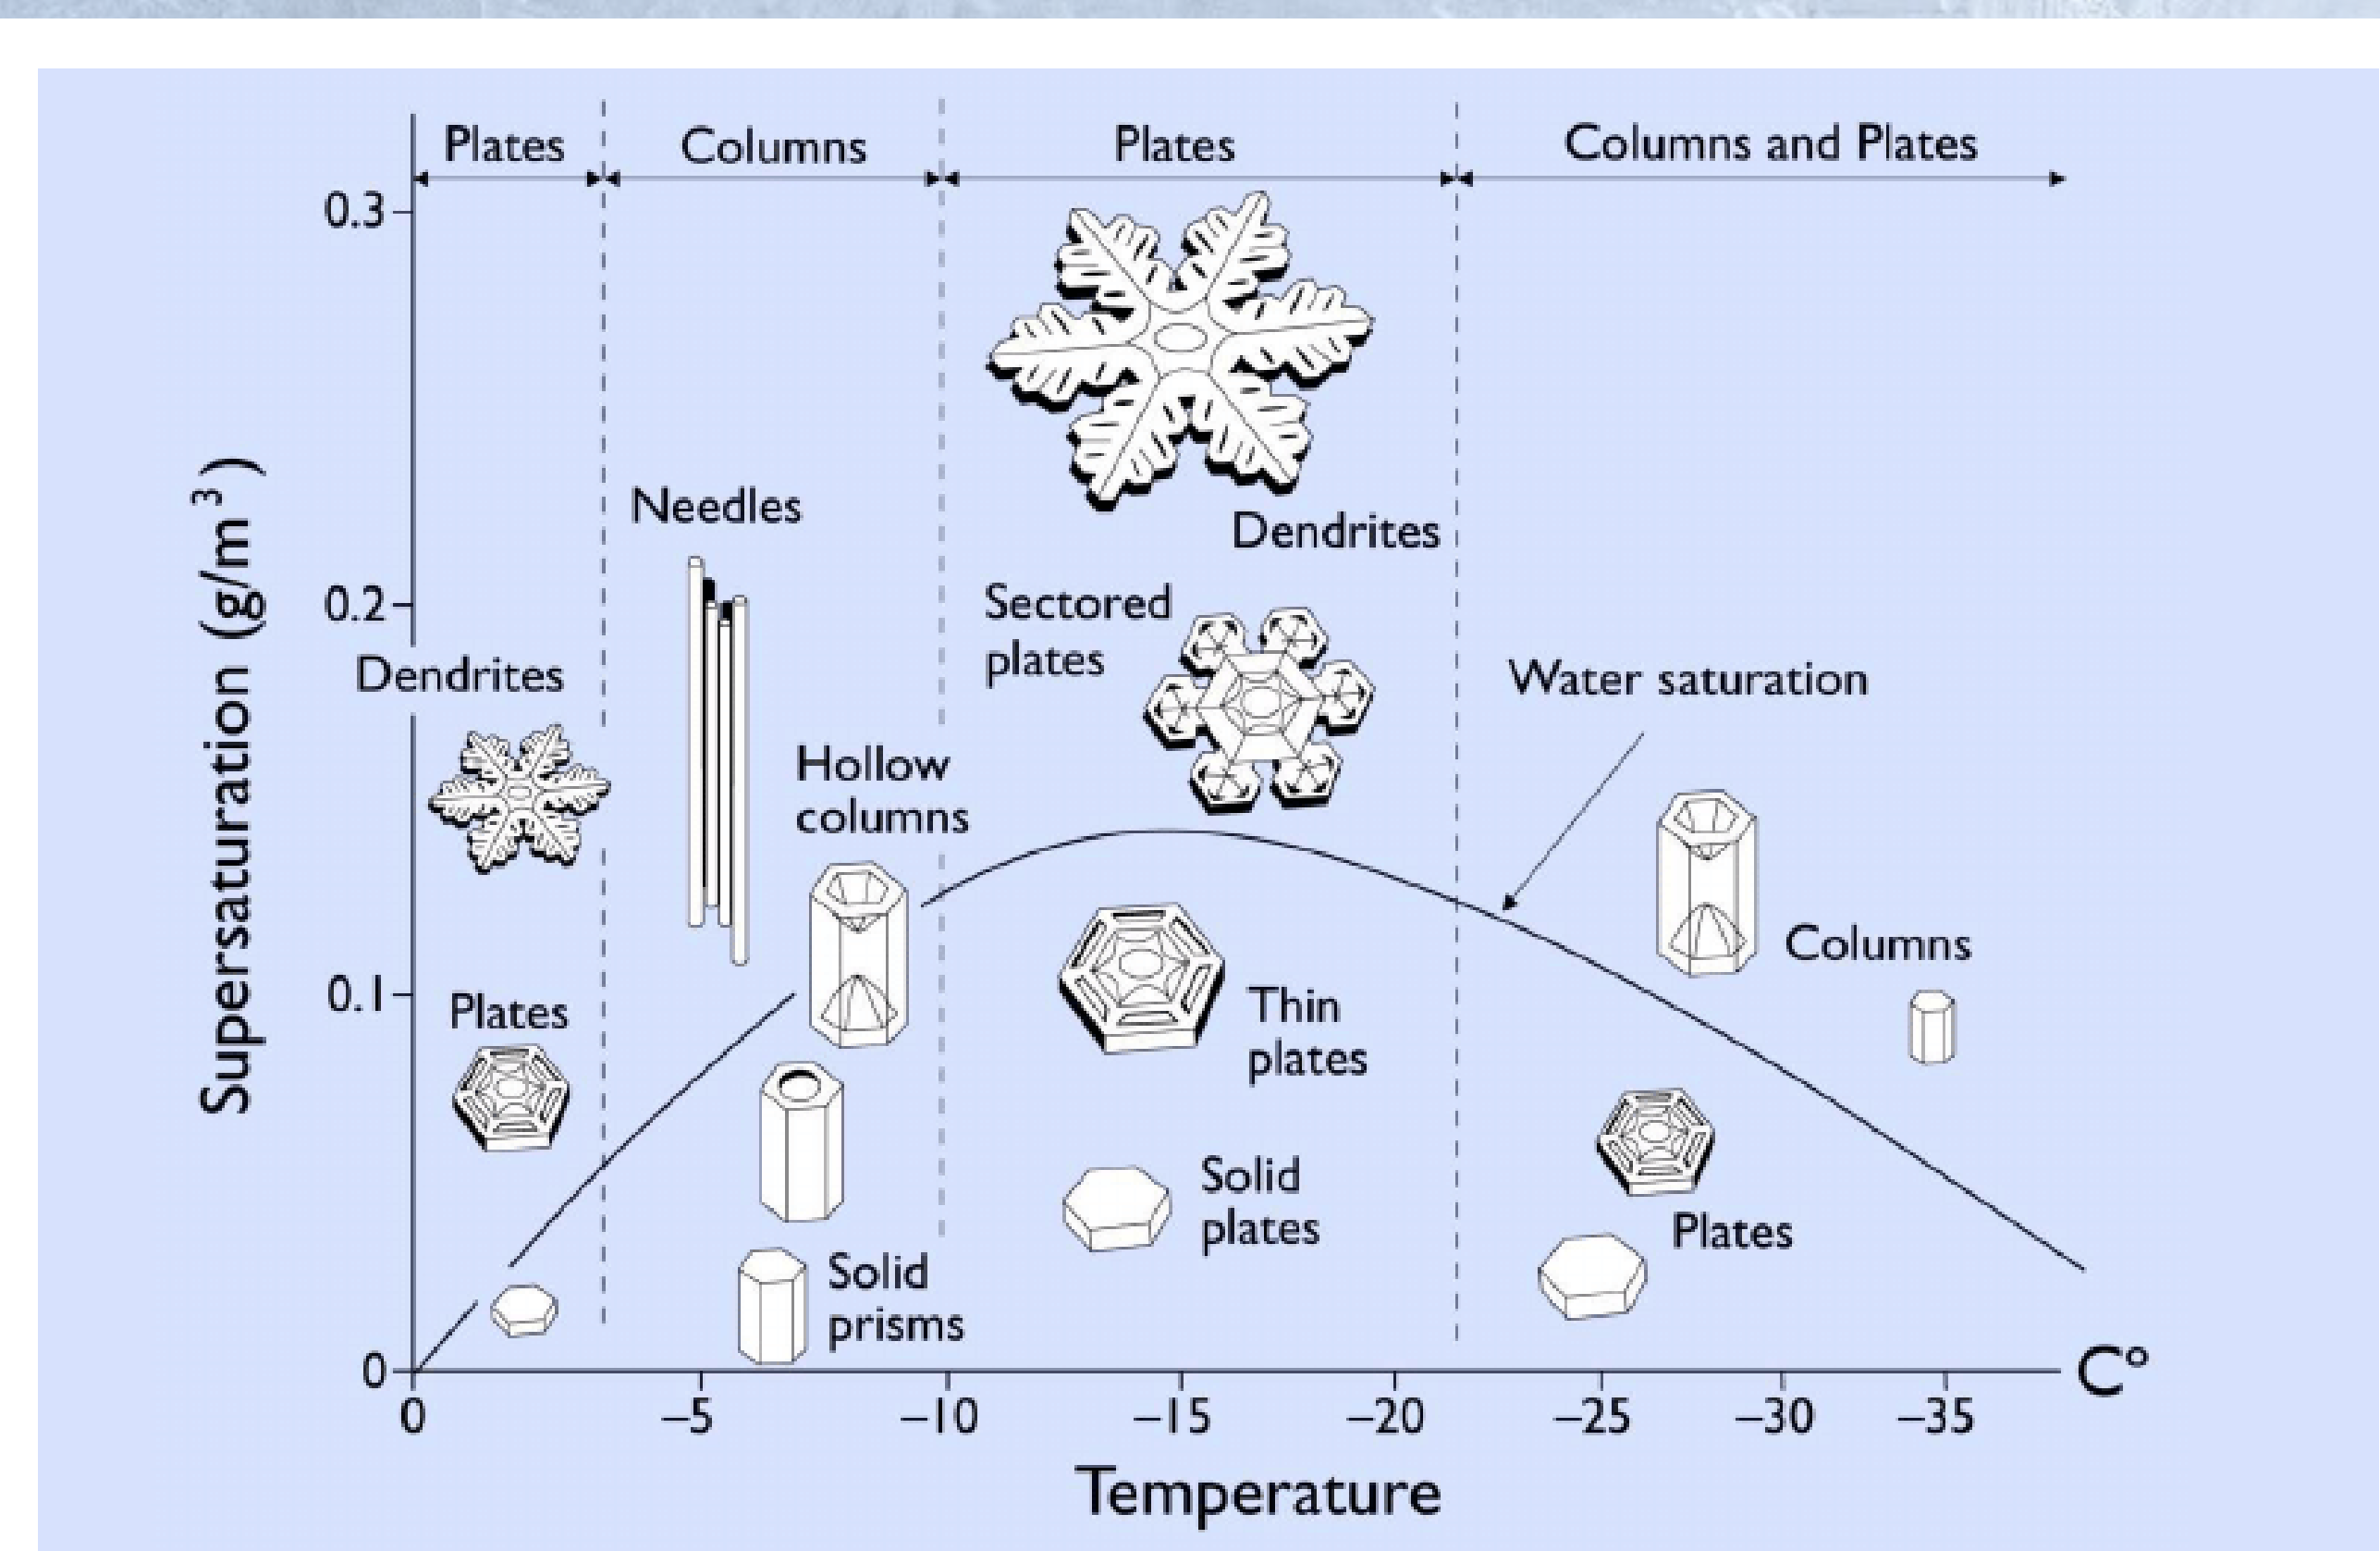 Plates
Columns
Plates
Columns and Plates
0.3
Needles
Dendrites
0.2
Sectored
plates
Dendrites
Water saturation
Supersaturation (g/m³)
Hollow
columns
Columns
0.1
Plates
Thin
plates
Solid
plates
Plates
Solid
prisms
0
C°
0
–5
–10
–15
–20
–25
–30
–35
Temperature